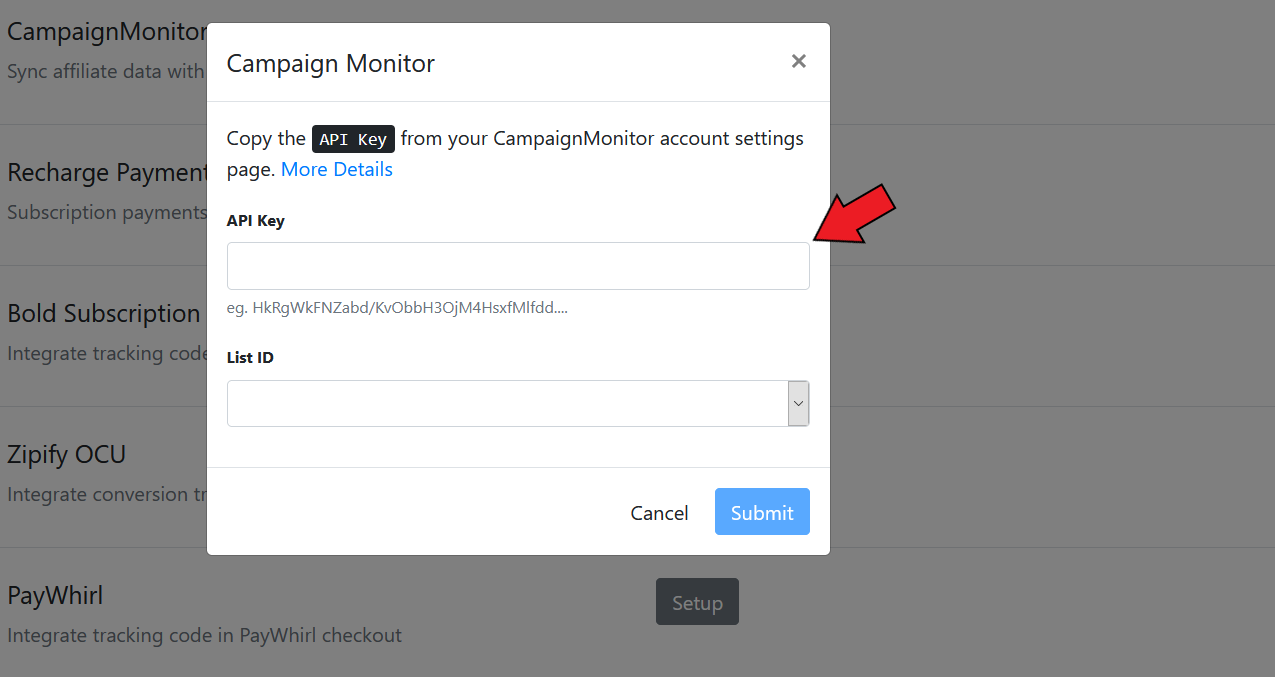 CampaignMonitor
Sync affiliate data with
Recharge Payment
Subscription payments
Bold Subscription
Integrate tracking code
Zipify OCU
Integrate conversion tr
PayWhirl
Integrate tracking code in PayWhirl checkout
Setup
Campaign Monitor
×
Copy the API Key from your CampaignMonitor account settings
page. More Details
API Key
eg. HkRgWkFNZabd/KvObbH3OjM4HsxfMlfdd....
List ID
Cancel
Submit